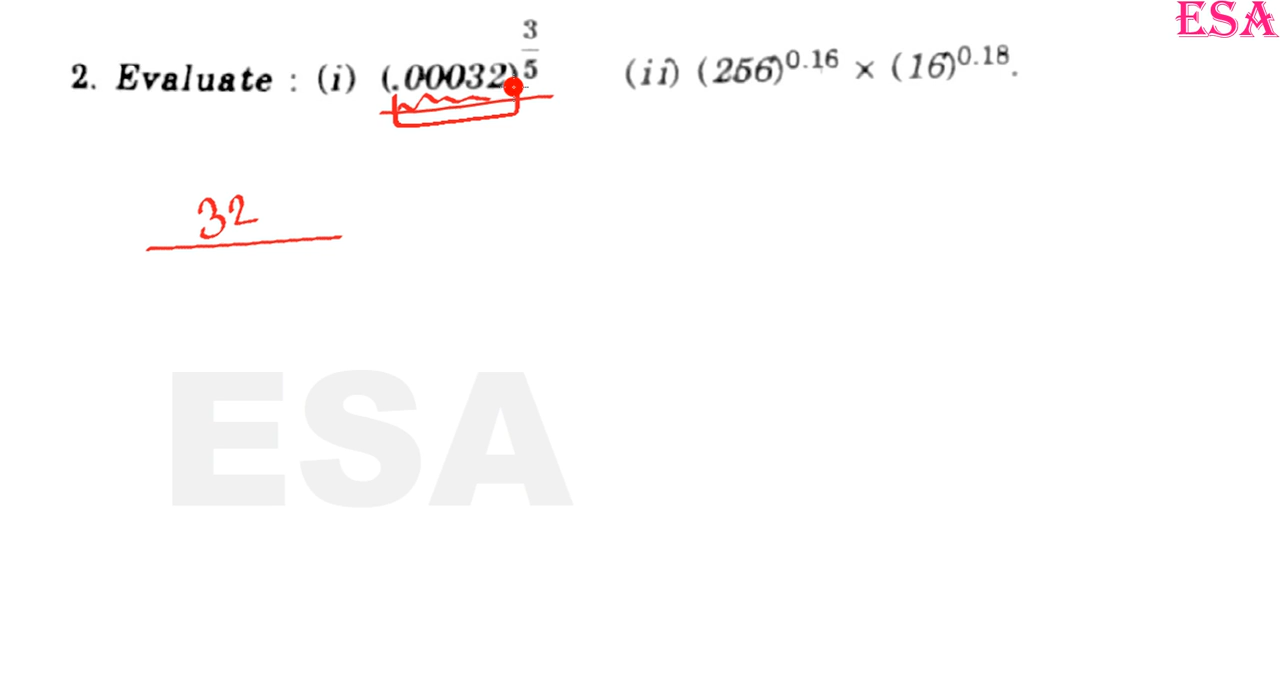 ESA
2. Evaluate : (i) (.00032)^{3/5} (ii) (256)^{0.16} × (16)^{0.18}.
32
ESA